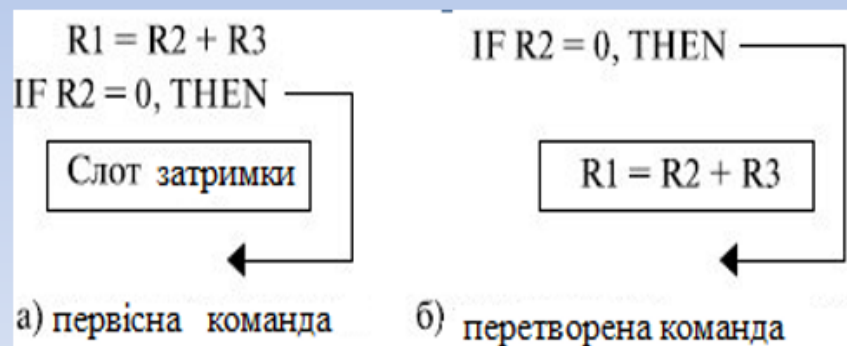 R1 = R2 + R3
IF R2 = 0, THEN
Слот затримки
а) первісна команда
IF R2 = 0, THEN
R1 = R2 + R3
б) перетворена команда